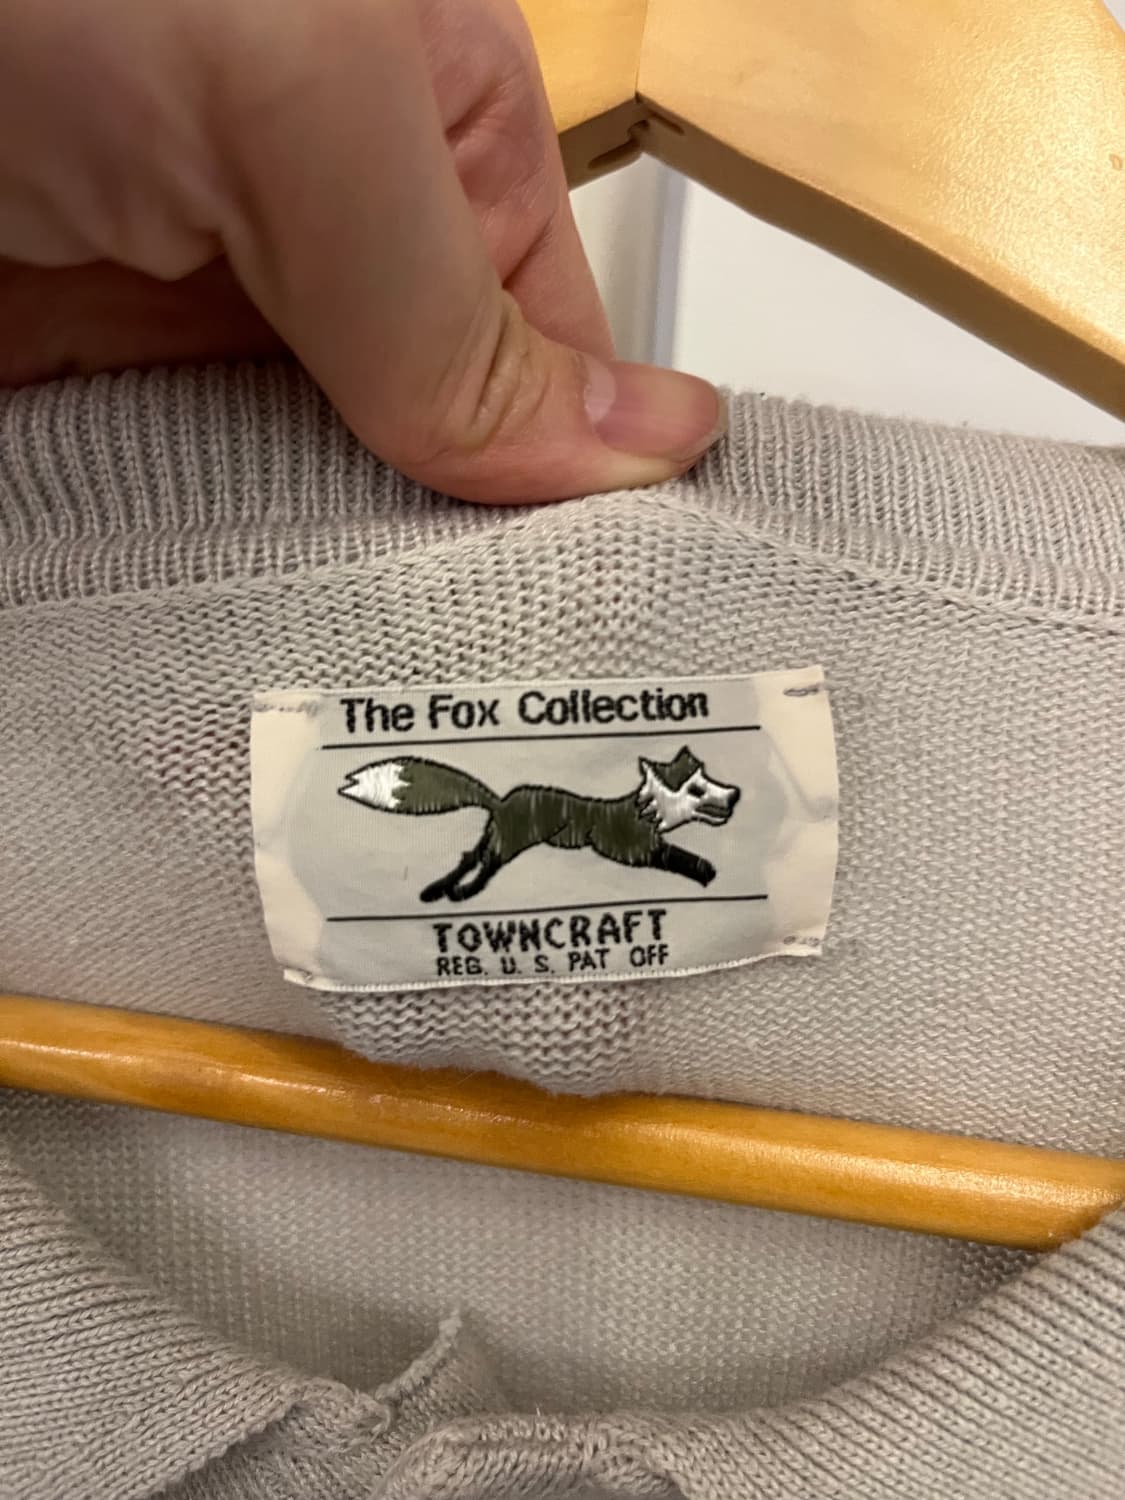 The Fox Collection
TOWNCRAFT
REG. U. S. PAT OFF